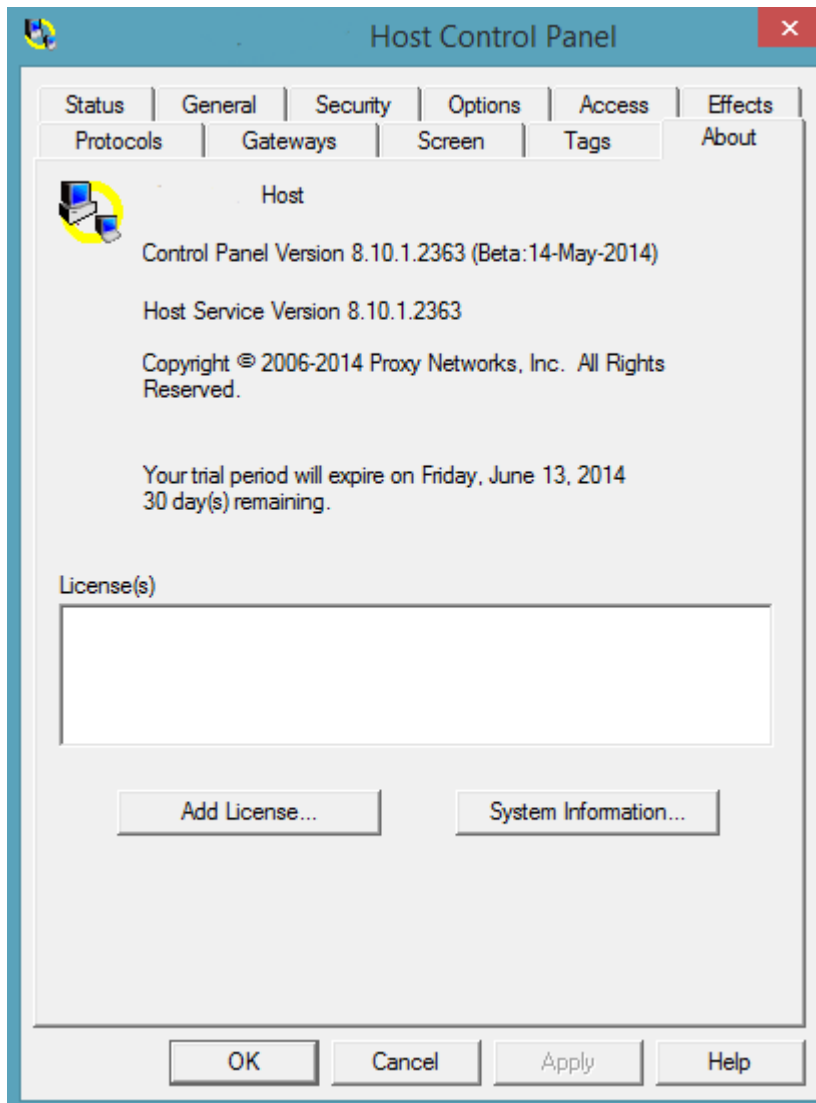 Host Control Panel
Status General Security Options Access Effects
Protocols Gateways Screen Tags About
Host
Control Panel Version 8.10.1.2363 (Beta:14-May-2014)
Host Service Version 8.10.1.2363
Copyright © 2006-2014 Proxy Networks, Inc. All Rights
Reserved.
Your trial period will expire on Friday, June 13, 2014
30 day(s) remaining.
License(s)
Add License... System Information...
OK Cancel Apply Help